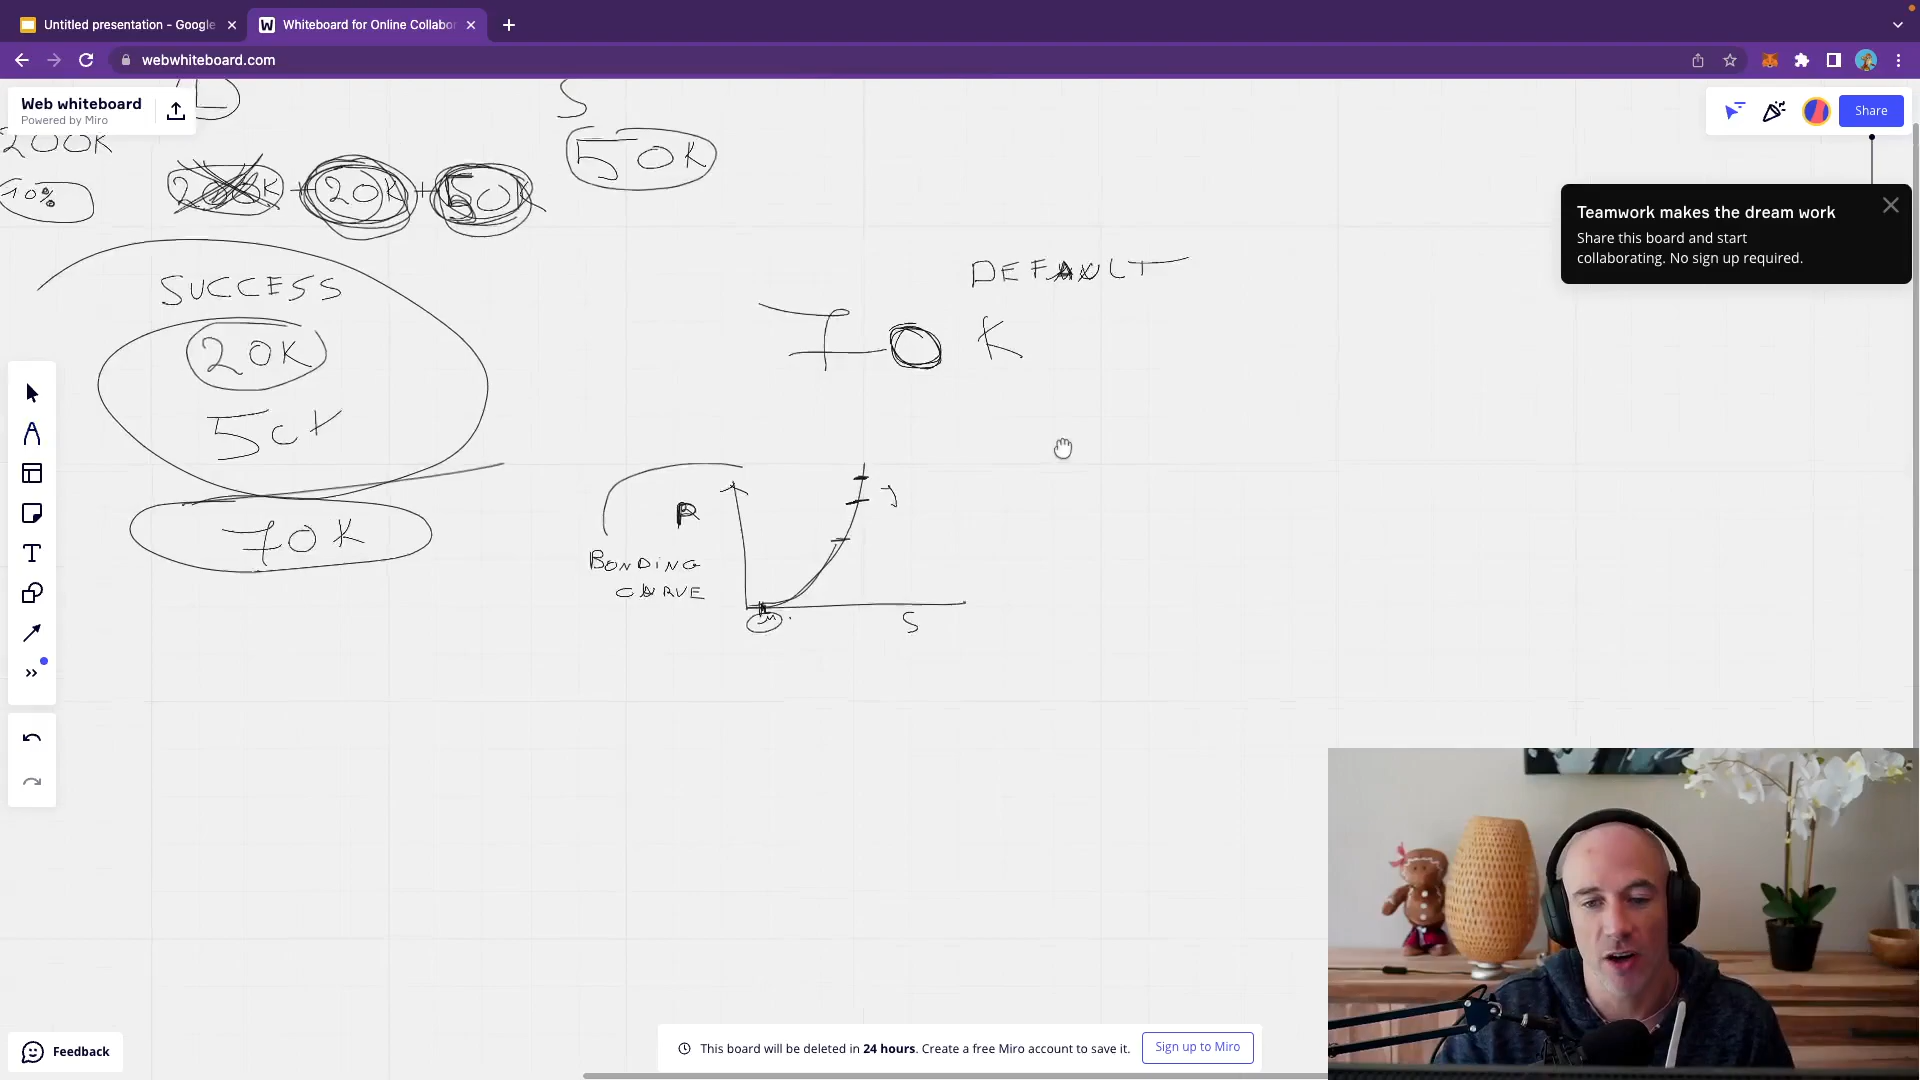 Untitled presentation - Google
Whiteboard for Online Collabor
webwhiteboard.com
Web whiteboard
Powered by Miro
Share
D
S
200K
50K
10%
200K + 20K + 50K
Teamwork makes the dream work
Share this board and start
collaborating. No sign up required.
SUCCESS
DEFAULT
20K
70 K
50K
70K
P
BONDING
CURVE
S
Feedback
This board will be deleted in 24 hours. Create a free Miro account to save it.
Sign up to Miro